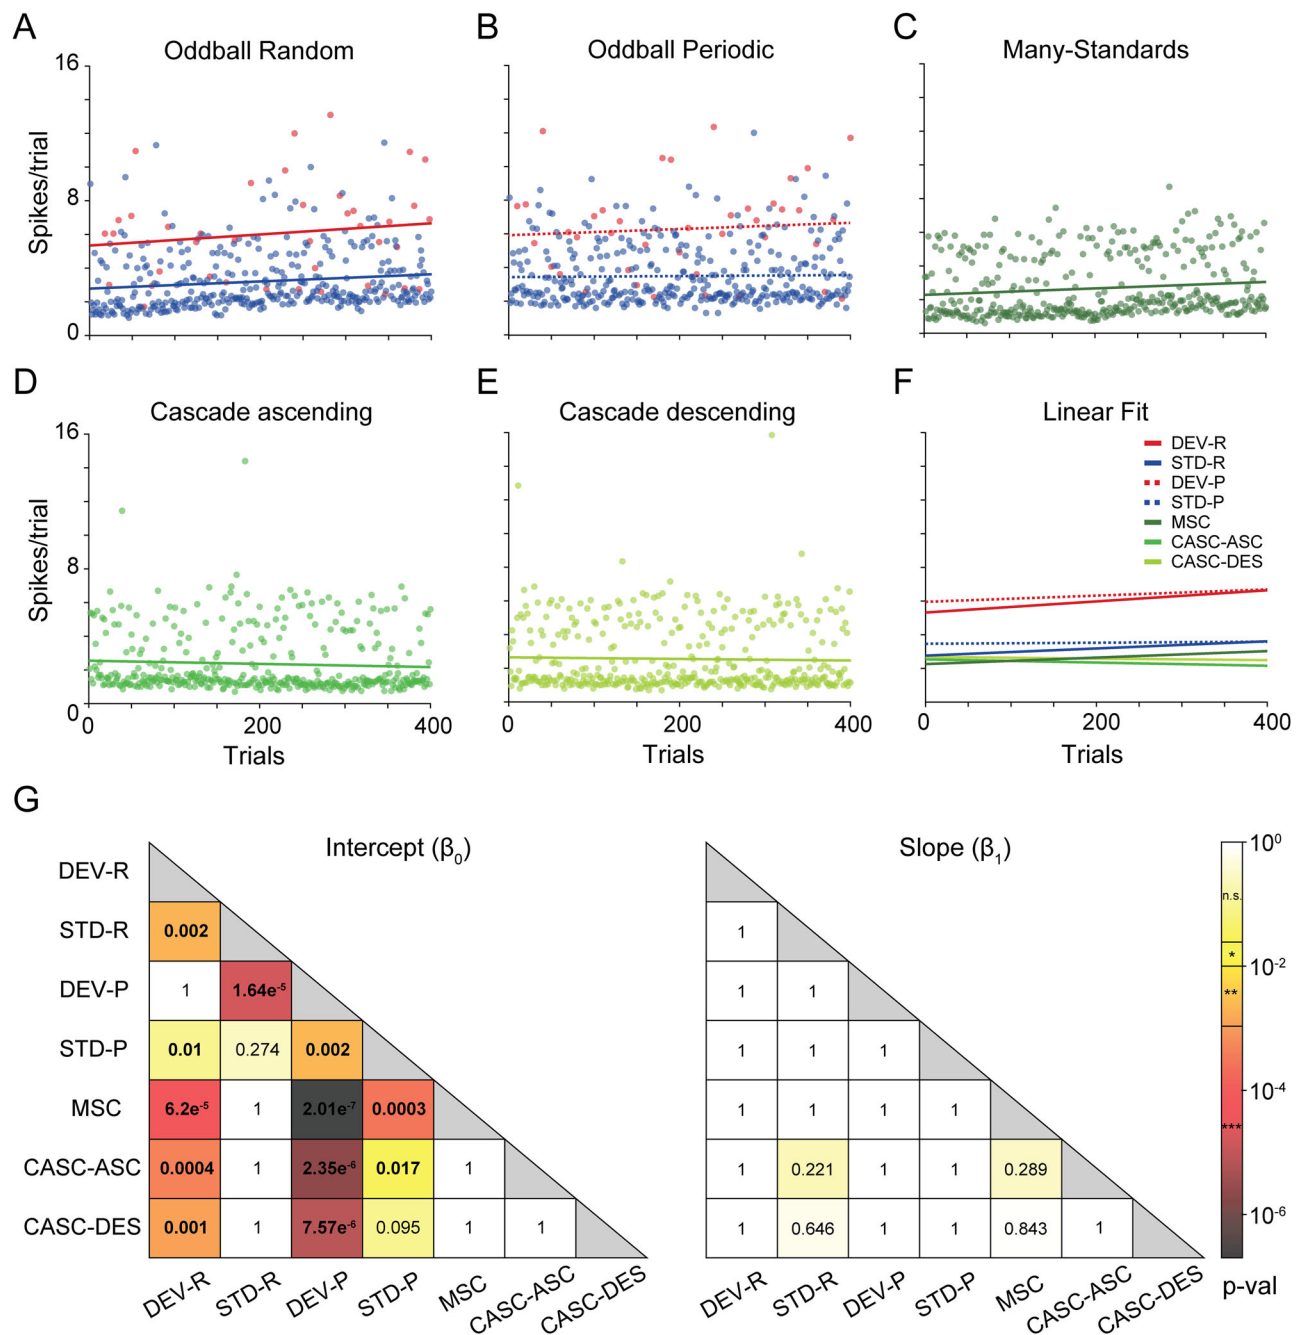 A
Oddball Random
B
Oddball Periodic
C
Many-Standards
16
8
0
Spikes/trial
D
Cascade ascending
E
Cascade descending
F
Linear Fit
16
8
0
Spikes/trial
DEV-R
STD-R
DEV-P
STD-P
MSC
CASC-ASC
CASC-DES
0 200 400
0 200 400
0 200 400
Trials
Trials
Trials
G
Intercept (β₀)
DEV-R
STD-R 0.002
DEV-P 1 1.64e⁻⁵
STD-P 0.01 0.274 0.002
MSC 6.2e⁻⁵ 1 2.01e⁻⁷ 0.0003
CASC-ASC 0.0004 1 2.35e⁻⁶ 0.017 1
CASC-DES 0.001 1 7.57e⁻⁶ 0.095 1 1
DEV-R STD-R DEV-P STD-P MSC CASC-ASC CASC-DES
Slope (β₁)
1
1 1
1 1 1
1 1 1 1
1 0.221 1 1 0.289
1 0.646 1 1 0.843 1
DEV-R STD-R DEV-P STD-P MSC CASC-ASC CASC-DES
10⁰
n.s.
*
10⁻²
**
10⁻⁴
***
10⁻⁶
p-val